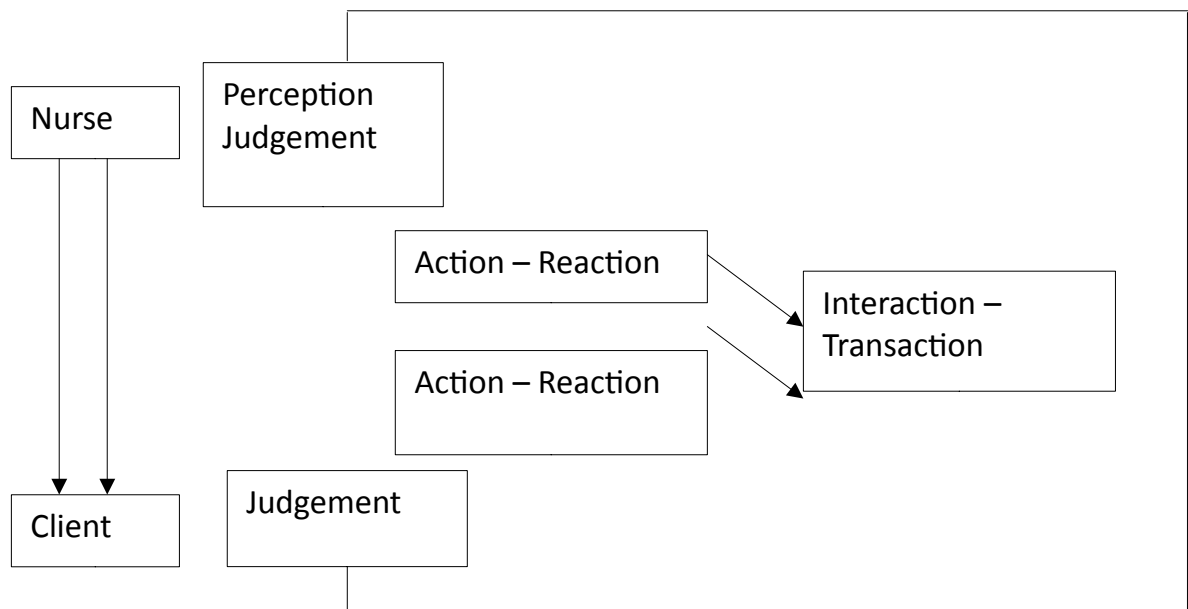 Nurse
Perception
Judgement
Action – Reaction
Interaction –
Transaction
Action – Reaction
Judgement
Client